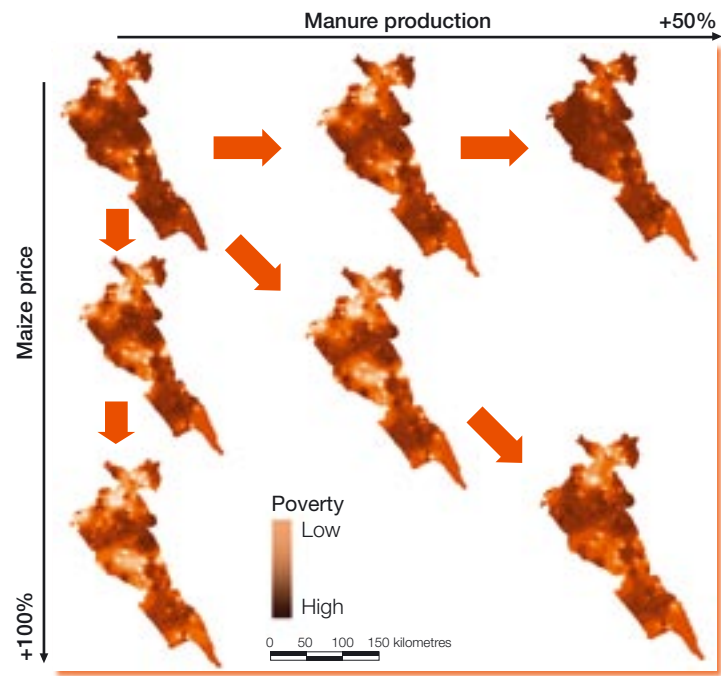 Manure production
+50%
Maize price
+100%
Poverty
Low
High
0 50 100 150 kilometres